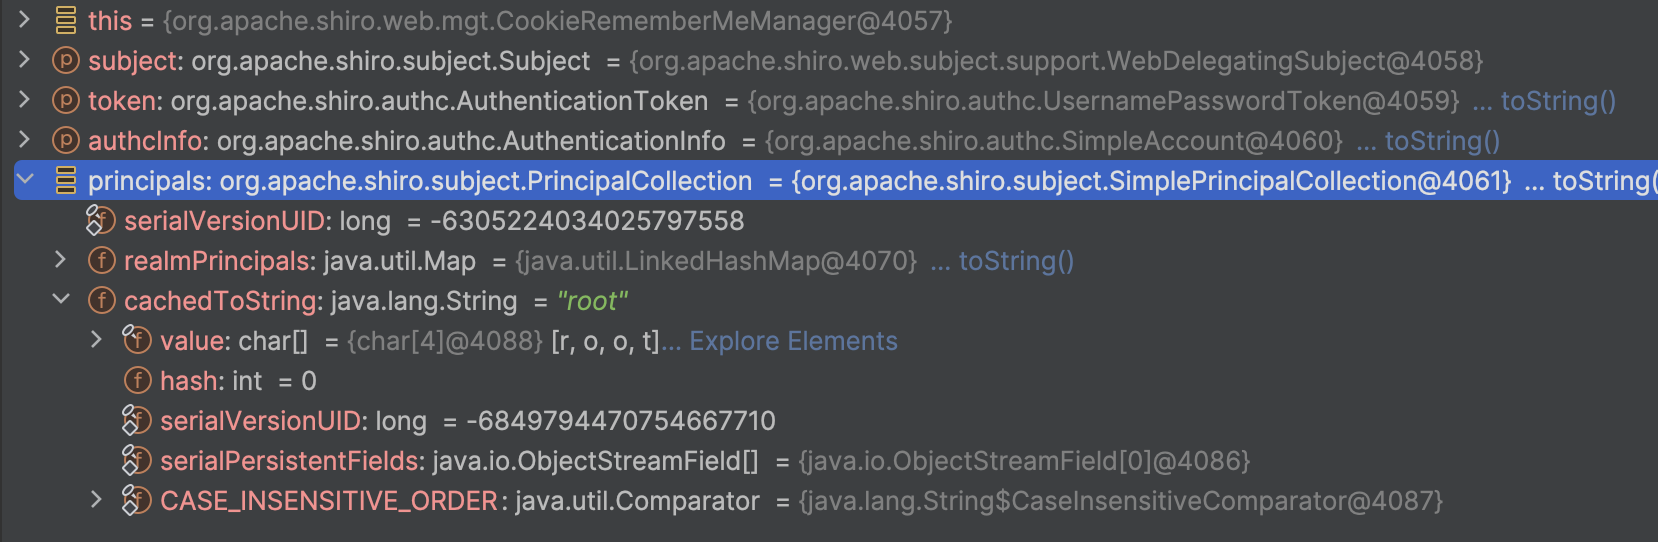 this = {org.apache.shiro.web.mgt.CookieRememberMeManager@4057}
p subject: org.apache.shiro.subject.Subject = {org.apache.shiro.web.subject.support.WebDelegatingSubject@4058}
p token: org.apache.shiro.authc.AuthenticationToken = {org.apache.shiro.authc.UsernamePasswordToken@4059} ... toString()
p authcInfo: org.apache.shiro.authc.AuthenticationInfo = {org.apache.shiro.authc.SimpleAccount@4060} ... toString()
principals: org.apache.shiro.subject.PrincipalCollection = {org.apache.shiro.subject.SimplePrincipalCollection@4061} ... toString(
f serialVersionUID: long = -6305224034025797558
f realmPrincipals: java.util.Map = {java.util.LinkedHashMap@4070} ... toString()
f cachedToString: java.lang.String = "root"
f value: char[] = {char[4]@4088} [r, o, o, t]... Explore Elements
f hash: int = 0
f serialVersionUID: long = -6849794470754667710
f serialPersistentFields: java.io.ObjectStreamField[] = {java.io.ObjectStreamField[0]@4086}
f CASE_INSENSITIVE_ORDER: java.util.Comparator = {java.lang.String$CaseInsensitiveComparator@4087}